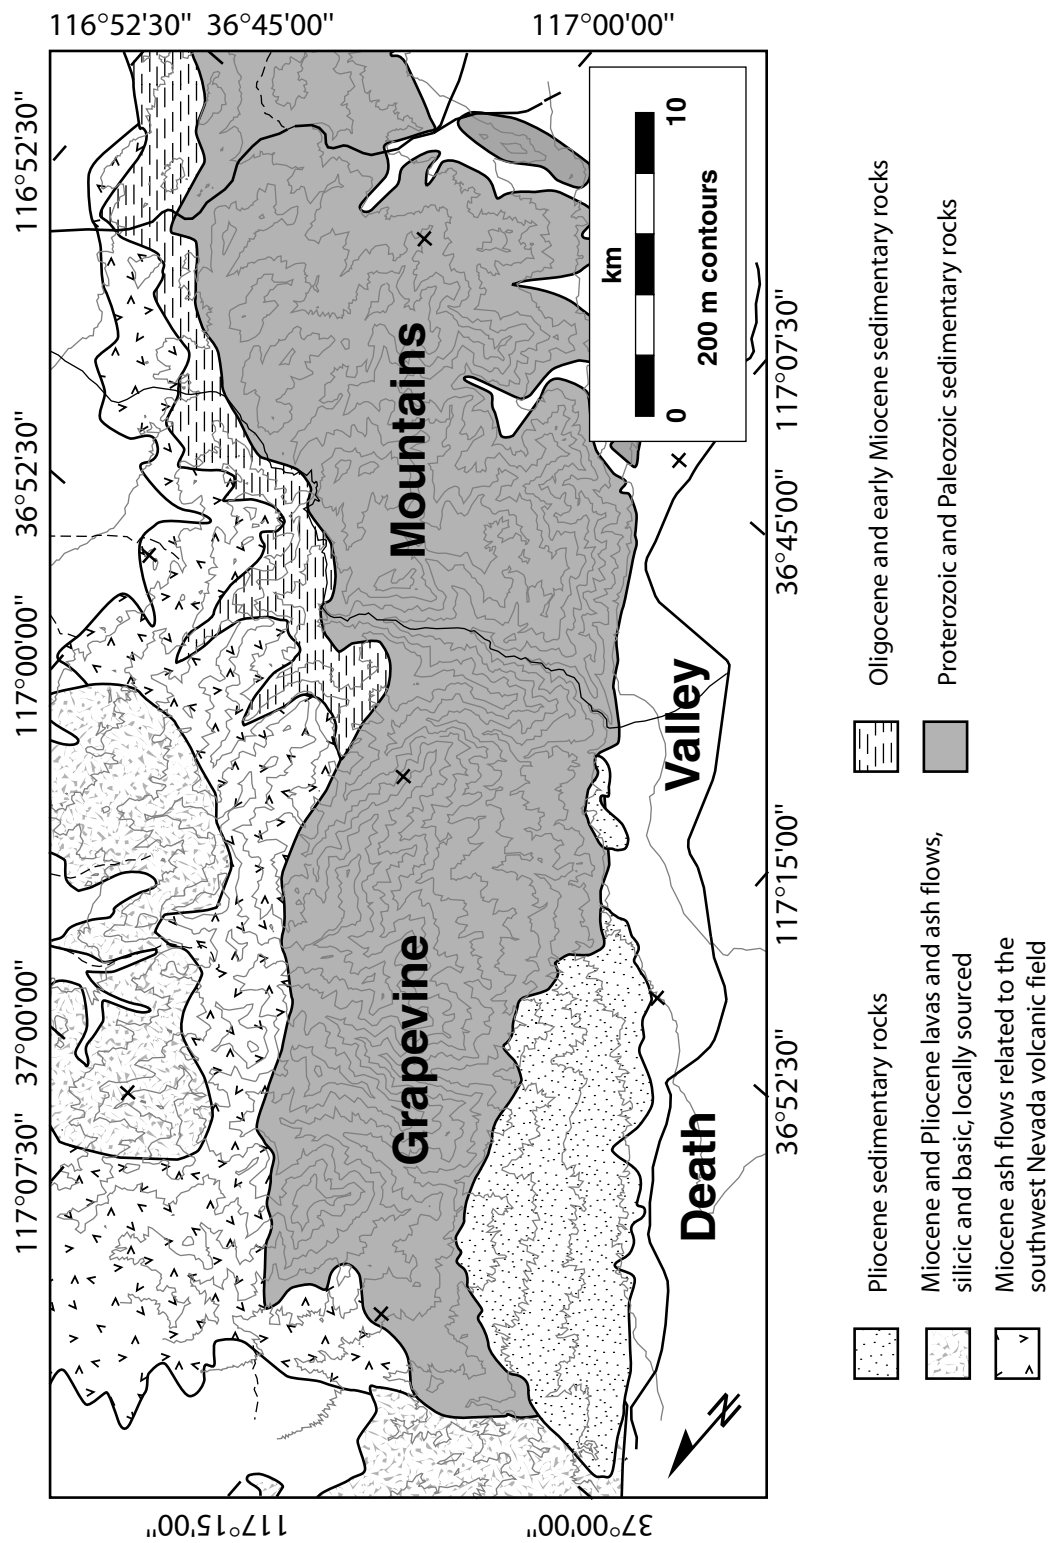 116°52'30"
36°45'00"
117°00'00"
116°52'30"
36°52'30"
117°00'00"
37°00'00"
117°07'30"
117°15'00"
37°00'00"
117°07'30"
36°45'00"
117°15'00"
36°52'30"
Grapevine
Mountains
Death
Valley
km
0
10
200 m contours
N
Pliocene sedimentary rocks
Miocene and Pliocene lavas and ash flows,
silicic and basic, locally sourced
Miocene ash flows related to the
southwest Nevada volcanic field
Oligocene and early Miocene sedimentary rocks
Proterozoic and Paleozoic sedimentary rocks